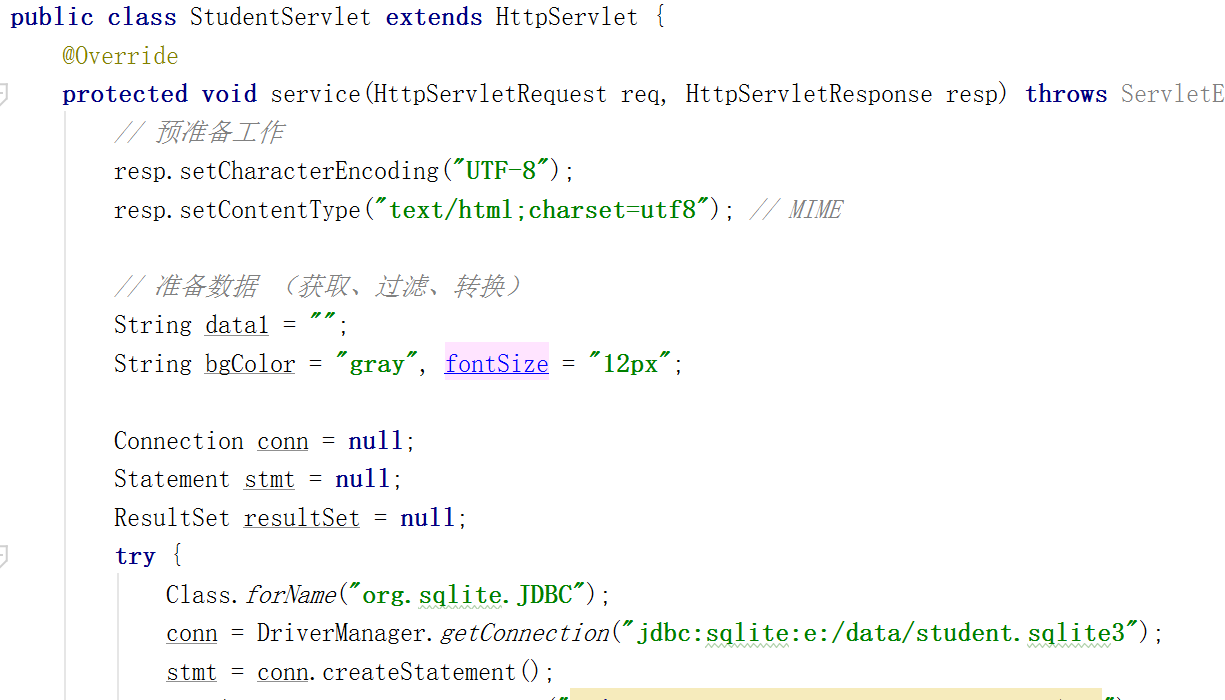 public class StudentServlet extends HttpServlet {
@Override
protected void service(HttpServletRequest req, HttpServletResponse resp) throws ServletE
// 预准备工作
resp.setCharacterEncoding("UTF-8");
resp.setContentType("text/html;charset=utf8"); // MIME
// 准备数据 （获取、过滤、转换）
String data1 = "";
String bgColor = "gray", fontSize = "12px";
Connection conn = null;
Statement stmt = null;
ResultSet resultSet = null;
try {
Class.forName("org.sqlite.JDBC");
conn = DriverManager.getConnection("jdbc:sqlite:e:/data/student.sqlite3");
stmt = conn.createStatement();